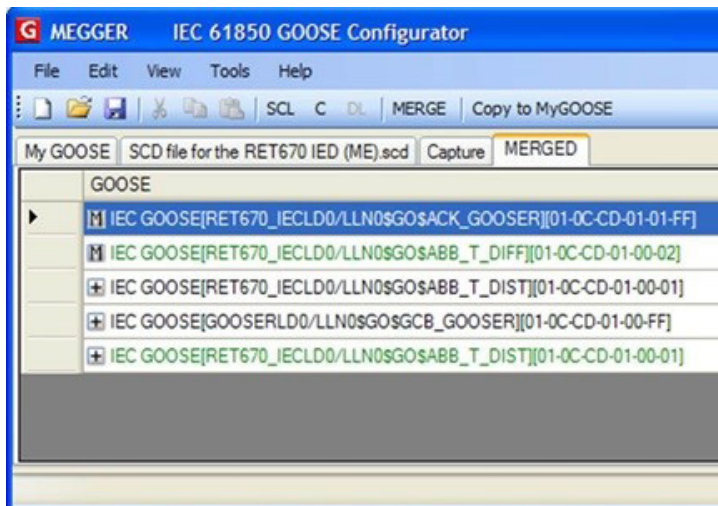 G MEGGER IEC 61850 GOOSE Configurator
File Edit View Tools Help
SCL C DL MERGE Copy to MyGOOSE
My GOOSE SCD file for the RET670 IED (ME).scd Capture MERGED
GOOSE
M IEC GOOSE[RET670_IECLD0/LLN0$GO$ACK_GOOSER][01-0C-CD-01-01-FF]
M IEC GOOSE[RET670_IECLD0/LLN0$GO$ABB_T_DIFF][01-0C-CD-01-00-02]
IEC GOOSE[RET670_IECLD0/LLN0$GO$ABB_T_DIST][01-0C-CD-01-00-01]
IEC GOOSE[GOOSERLD0/LLN0$GO$GCB_GOOSER][01-0C-CD-01-00-FF]
IEC GOOSE[RET670_IECLD0/LLN0$GO$ABB_T_DIST][01-0C-CD-01-00-01]